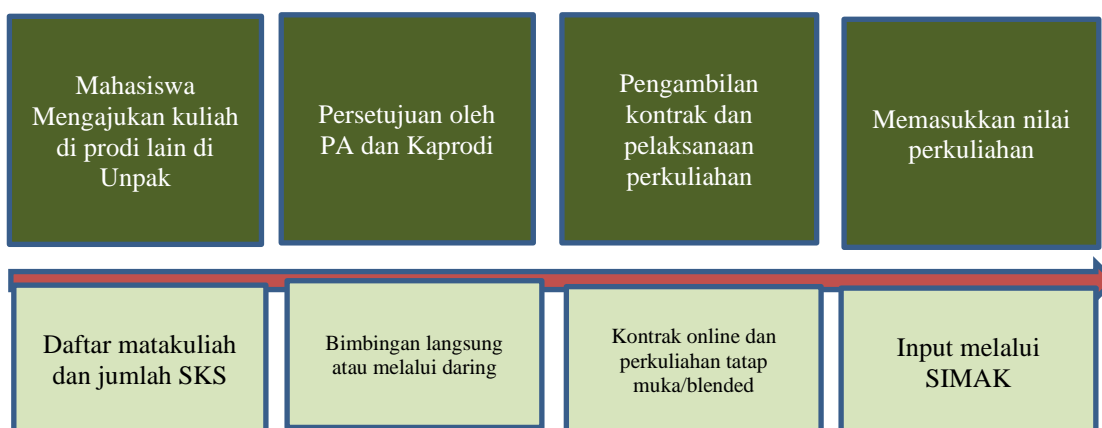 Mahasiswa
Mengajukan kuliah
di prodi lain di
Unpak
Persetujuan oleh
PA dan Kaprodi
Pengambilan
kontrak dan
pelaksanaan
perkuliahan
Memasukkan nilai
perkuliahan
Daftar matakuliah
dan jumlah SKS
Bimbingan langsung
atau melalui daring
Kontrak online dan
perkuliahan tatap
muka/blended
Input melalui
SIMAK